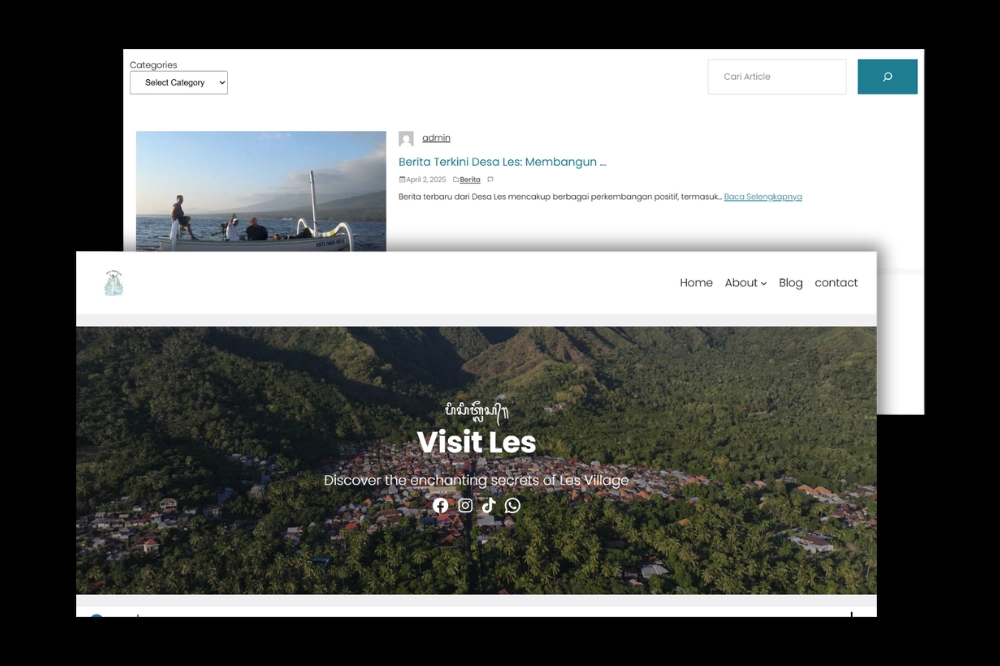 Categories
Select Category
Cari Article
admin
Berita Terkini Desa Les: Membangun ...
April 2, 2025 Berita
Berita terbaru dari Desa Les mencakup berbagai perkembangan positif, termasuk... Baca Selengkapnya
Home About Blog contact
Visit Les
Discover the enchanting secrets of Les Village